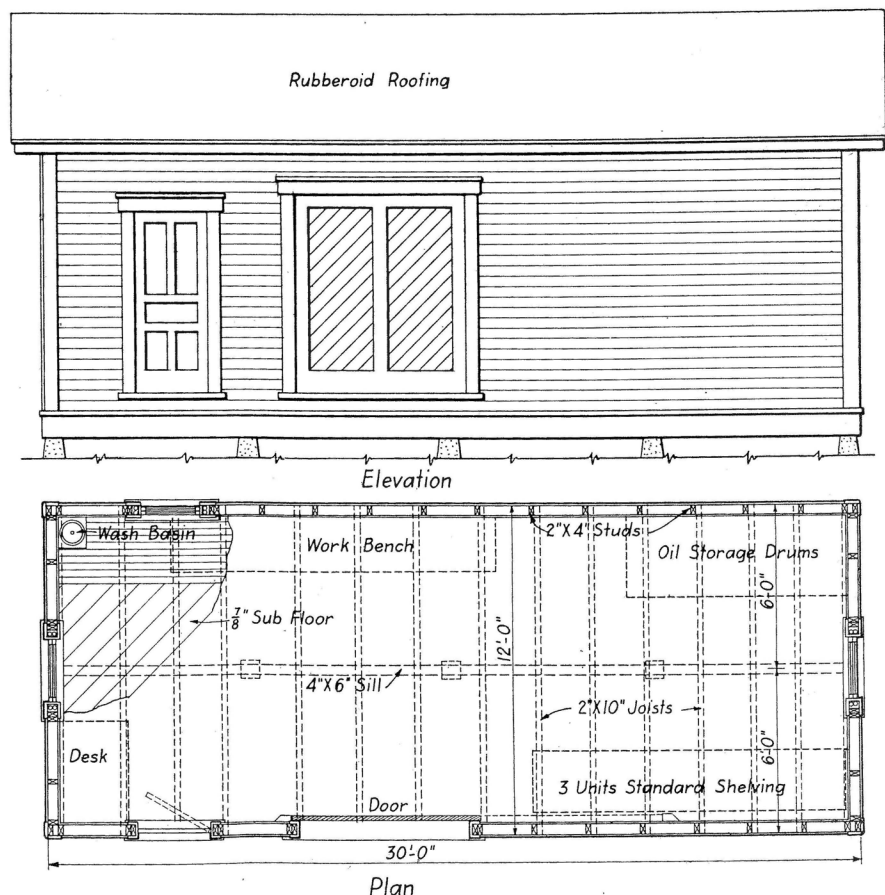 Rubberoid Roofing
Elevation
Wash Basin
Work Bench
2"X4" Studs
Oil Storage Drums
7/8" Sub Floor
12'-0"
6'-0"
4"X6" Sill
2"X10" Joists
Desk
6'-0"
3 Units Standard Shelving
Door
30'-0"
Plan